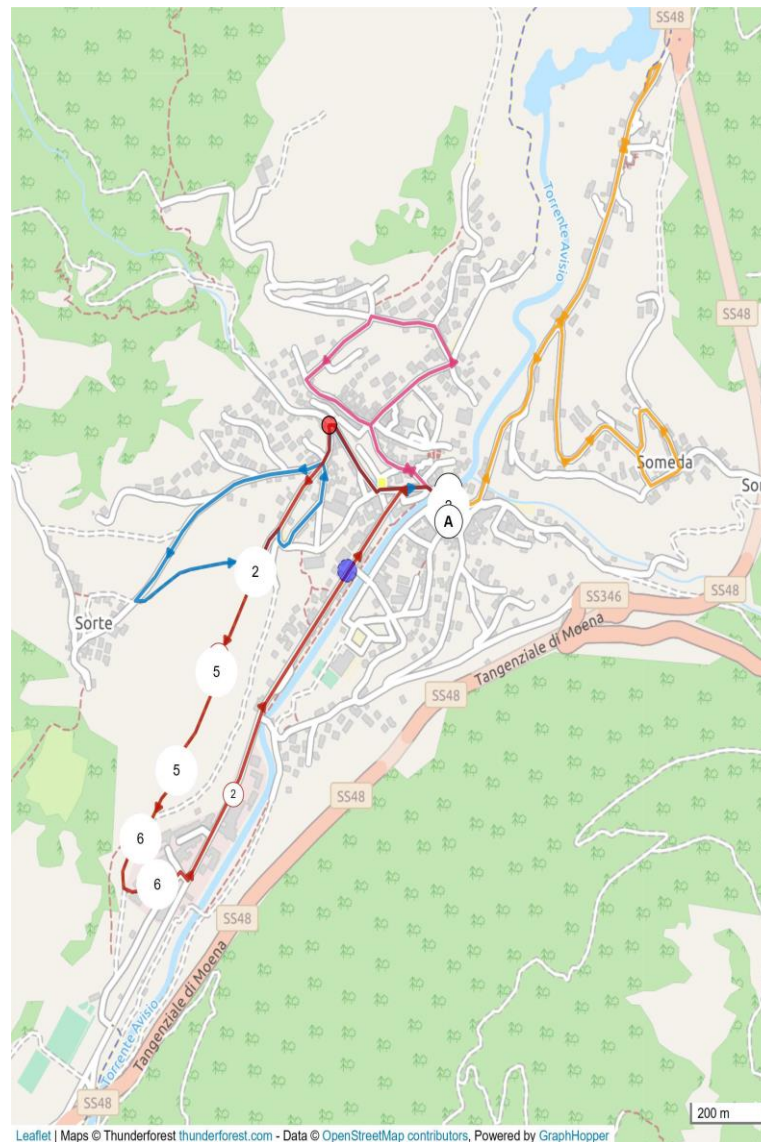 SS48
Torrente Avisio
SS48
Someda
A
2
SS346
SS48
Sorte
Tangenziale di Moena
5
SS48
5
2
SS48
6
6
SS48
Torrente Avisio
Tangenziale di Moena
SS48
200 m
Leaflet | Maps © Thunderforest thunderforest.com - Data © OpenStreetMap contributors, Powered by GraphHopper